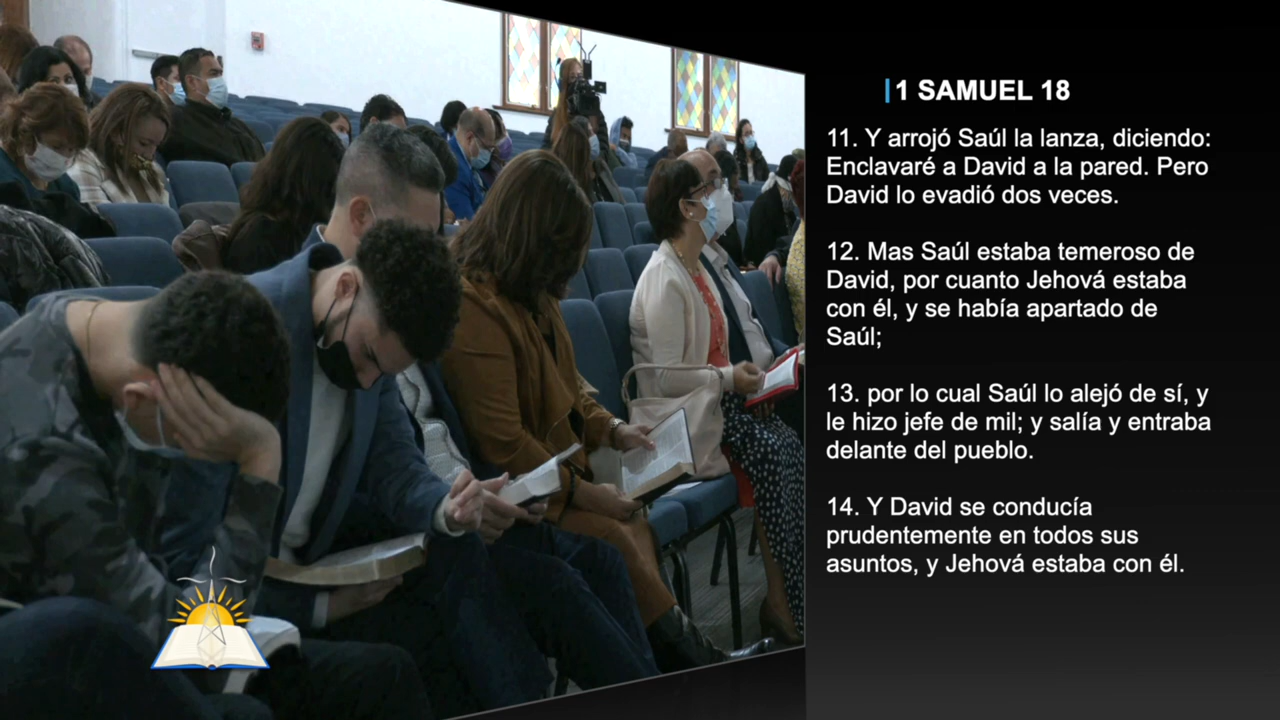 1 SAMUEL 18
11. Y arrojó Saúl la lanza, diciendo:
Enclavaré a David a la pared. Pero
David lo evadió dos veces.
12. Mas Saúl estaba temeroso de
David, por cuanto Jehová estaba
con él, y se había apartado de
Saúl;
13. por lo cual Saúl lo alejó de sí, y
le hizo jefe de mil; y salía y entraba
delante del pueblo.
14. Y David se conducía
prudentemente en todos sus
asuntos, y Jehová estaba con él.